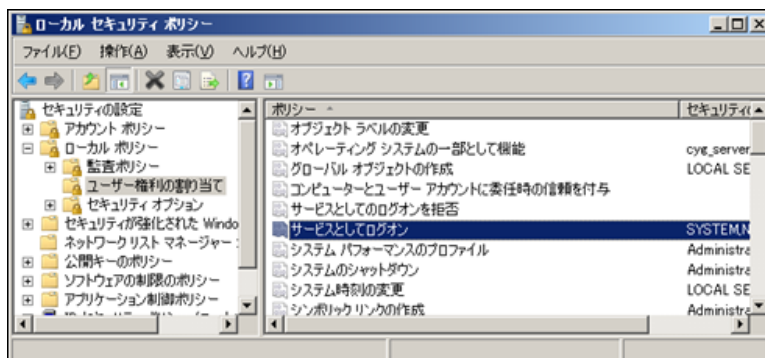 ローカル セキュリティ ポリシー
ファイル(F) 操作(A) 表示(V) ヘルプ(H)
セキュリティの設定
アカウント ポリシー
ローカル ポリシー
監査ポリシー
ユーザー権利の割り当て
セキュリティ オプション
セキュリティが強化された Windo
ネットワーク リスト マネージャー
公開キーのポリシー
ソフトウェアの制限のポリシー
アプリケーション制御ポリシー
ポリシー セキュリティの
オブジェクト ラベルの変更
オペレーティング システムの一部として機能 cyg_server
グローバル オブジェクトの作成 LOCAL SE
コンピューターとユーザー アカウントに委任時の信頼を付与
サービスとしてのログオンを拒否
サービスとしてログオン SYSTEM,N
システム パフォーマンスのプロファイル Administra
システムのシャットダウン Administra
システム時刻の変更 LOCAL SE
シンボリック リンクの作成 Administra